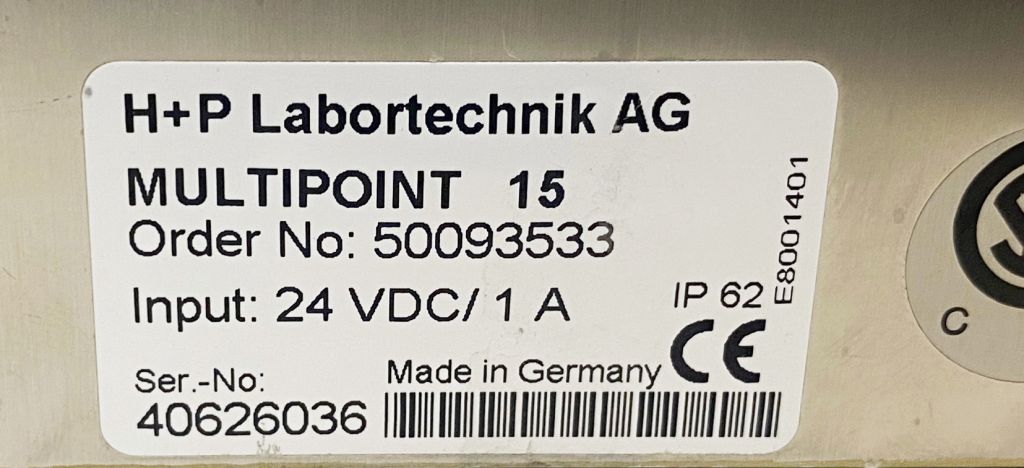 H+P Labortechnik AG
MULTIPOINT 15
Order No: 50093533
Input: 24 VDC/ 1 A
IP 62
E8001401
CE
Ser.-No:
Made in Germany
40626036
C